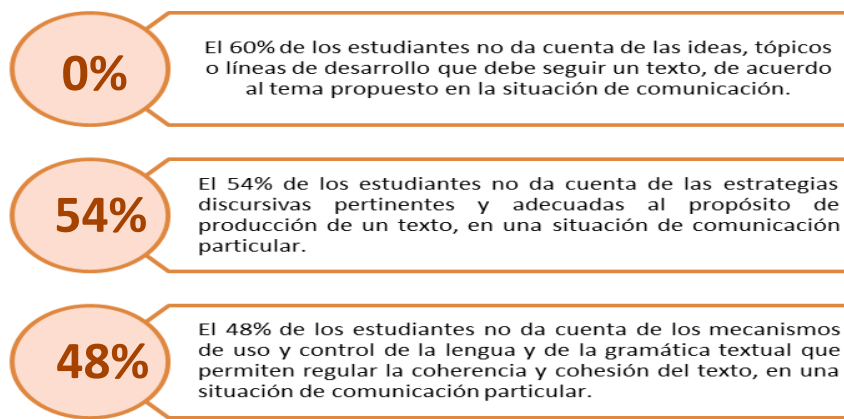 0%
El 60% de los estudiantes no da cuenta de las ideas, tópicos
o líneas de desarrollo que debe seguir un texto, de acuerdo
al tema propuesto en la situación de comunicación.
54%
El 54% de los estudiantes no da cuenta de las estrategias
discursivas pertinentes y adecuadas al propósito de
producción de un texto, en una situación de comunicación
particular.
48%
El 48% de los estudiantes no da cuenta de los mecanismos
de uso y control de la lengua y de la gramática textual que
permiten regular la coherencia y cohesión del texto, en una
situación de comunicación particular.